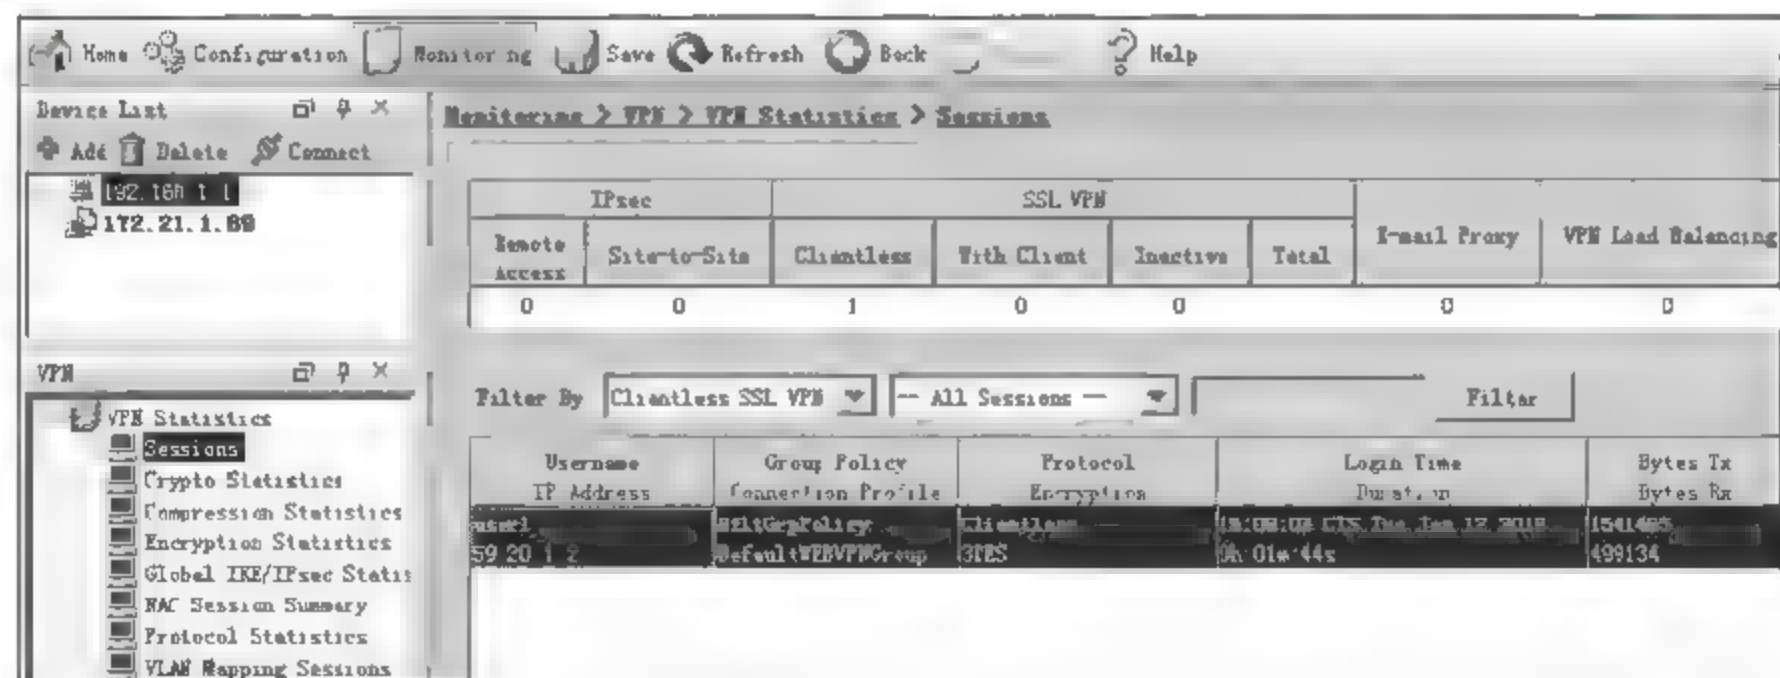 Home Configuration Monitoring Save Refresh Back Help
Device List
Add Delete Connect
172.21.1.89
Monitoring > VPN > VPN Statistics > Sessions
IPsec SSL VPN E-mail Proxy VPN Load Balancing
Remote Access Site-to-Site Clientless With Client Inactive Total
0 0 1 0 0 0 0
VPN
VPN Statistics
Sessions
Crypto Statistics
Compression Statistics
Encryption Statistics
Global IKE/IPsec Statis
NAC Session Summary
Protocol Statistics
VLAN Mapping Sessions
Filter By Clientless SSL VPN -- All Sessions -- Filter
Username Group Policy Protocol Login Time Bytes Tx
IP Address Connection Profile Encryption Duration Bytes Rx
user1 DfltGrpPolicy Clientless
DefaultWEBVPNGroup 3DES 0h:01m:44s 499134